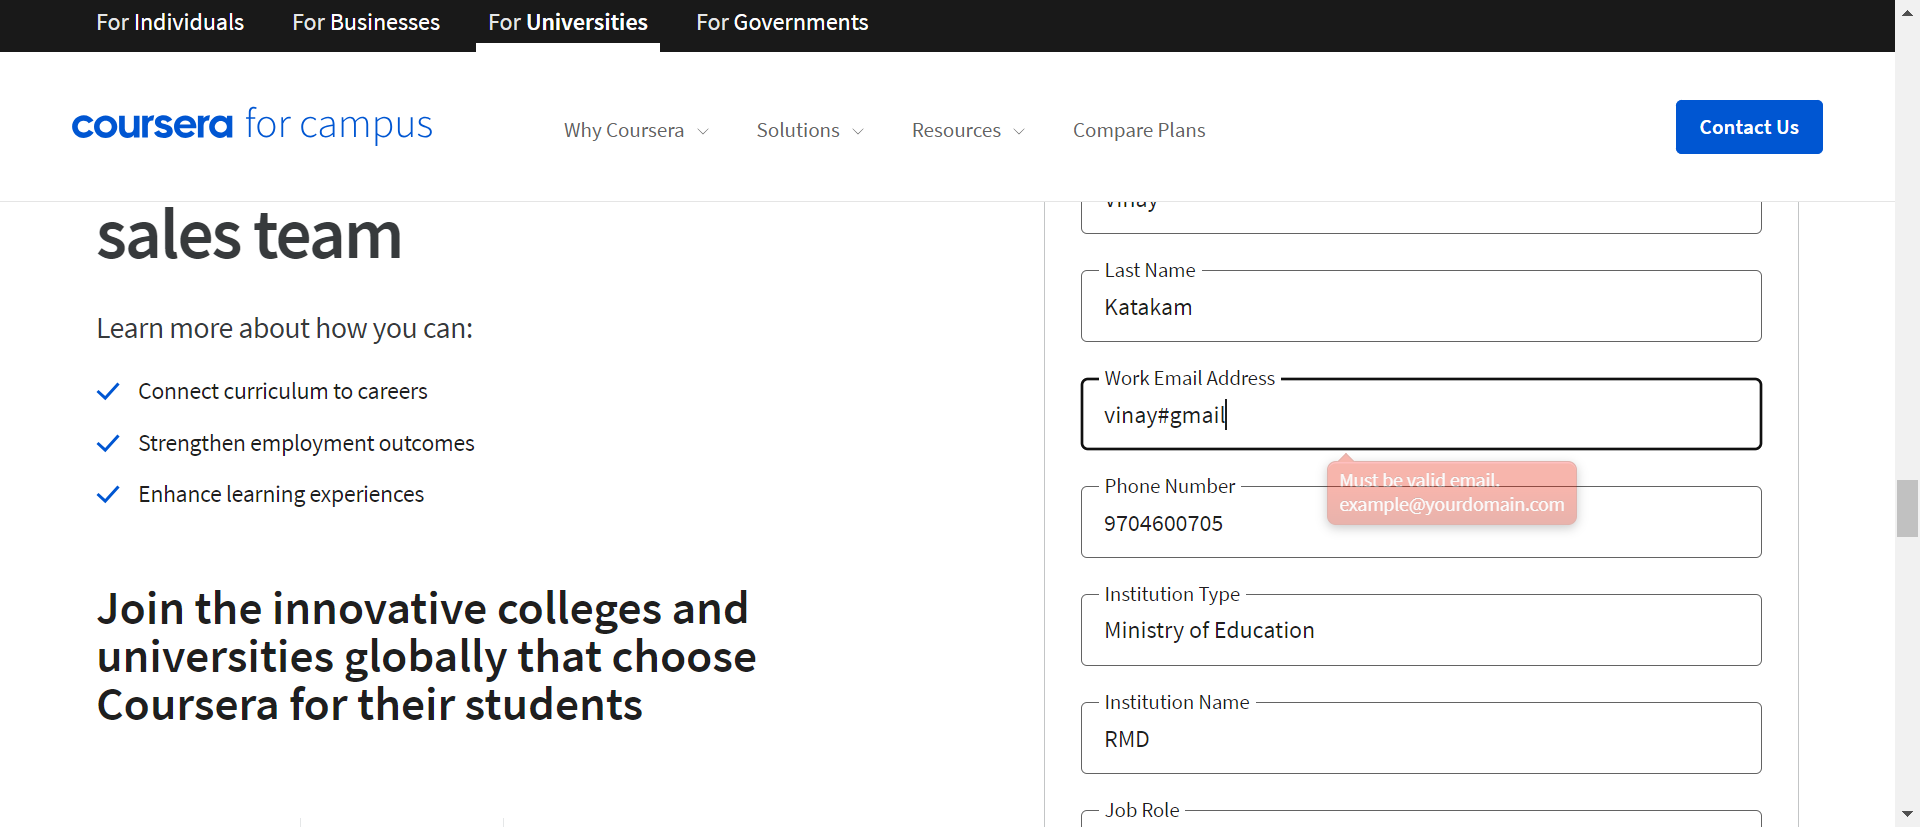 For Individuals
For Businesses
For Universities
For Governments
coursera for campus
Why Coursera
Solutions
Resources
Compare Plans
Contact Us
sales team
Learn more about how you can:
Connect curriculum to careers
Strengthen employment outcomes
Enhance learning experiences
Join the innovative colleges and
universities globally that choose
Coursera for their students
Vinay
Last Name
Katakam
Work Email Address
vinay#gmail
Must be valid email.
example@yourdomain.com
Phone Number
9704600705
Institution Type
Ministry of Education
Institution Name
RMD
Job Role